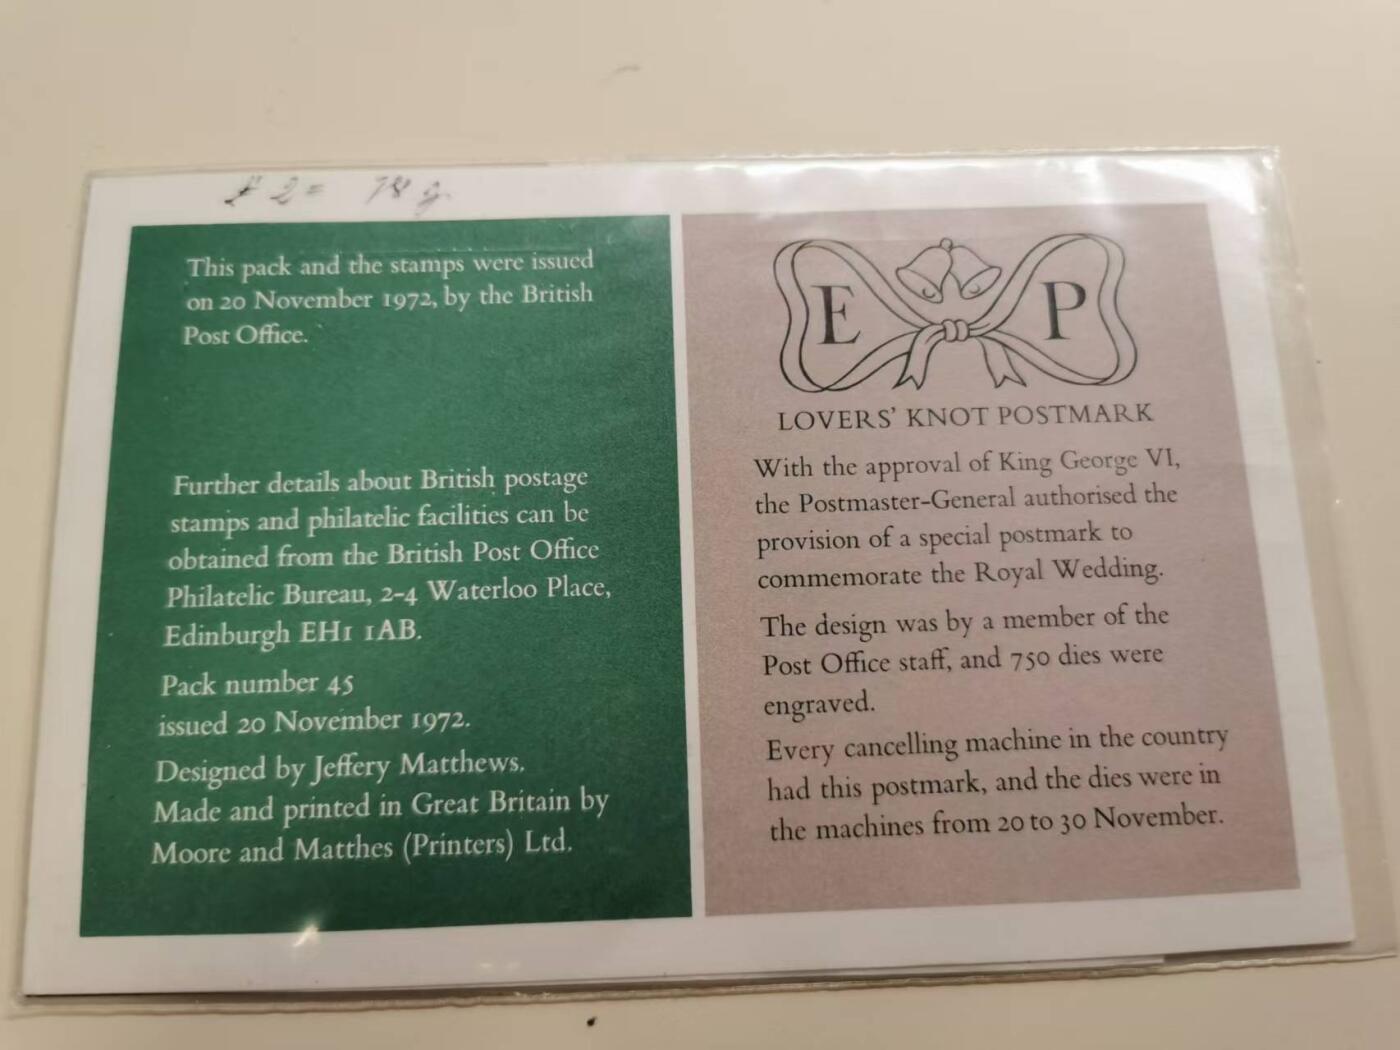 £ 2 =
This pack and the stamps were issued
on 20 November 1972, by the British
Post Office.
Further details about British postage
stamps and philatelic facilities can be
obtained from the British Post Office
Philatelic Bureau, 2-4 Waterloo Place,
Edinburgh EH1 1AB.
Pack number 45
issued 20 November 1972.
Designed by Jeffery Matthews.
Made and printed in Great Britain by
Moore and Matthes (Printers) Ltd.
E P
LOVERS' KNOT POSTMARK
With the approval of King George VI,
the Postmaster-General authorised the
provision of a special postmark to
commemorate the Royal Wedding.
The design was by a member of the
Post Office staff, and 750 dies were
engraved.
Every cancelling machine in the country
had this postmark, and the dies were in
the machines from 20 to 30 November.